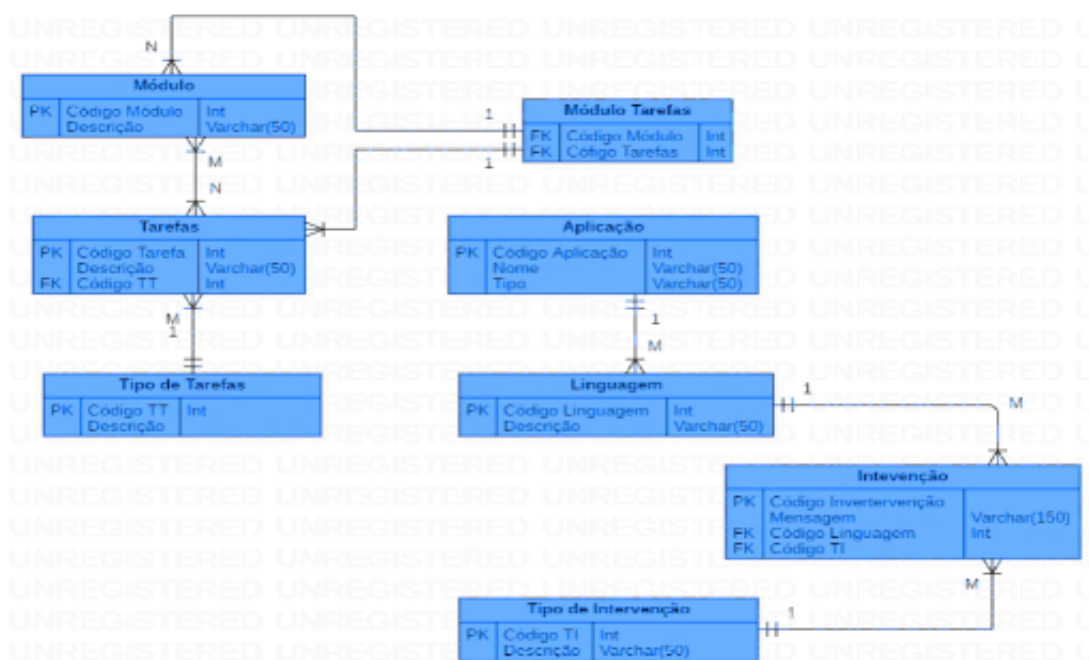 N
Módulo
PK Código Módulo Int
Descrição Varchar(50)
M
N
1
Módulo Tarefas
FK Código Módulo Int
FK Cófigo Tarefas Int
1
Tarefas
PK Código Tarefa Int
Descrição Varchar(50)
FK Código TT Int
M
1
Tipo de Tarefas
PK Código TT Int
Descrição
Aplicação
PK Código Aplicação Int
Nome Varchar(50)
Tipo Varchar(50)
1
M
Linguagem
PK Código Linguagem Int
Descrição Varchar(50)
1
M
Intevenção
PK Código Invertervenção
Mensagem Varchar(150)
FK Código Linguagem Int
FK Código TI
M
1
Tipo de Intervenção
PK Código TI Int
Descrição Varchar(50)
UNREGISTERED